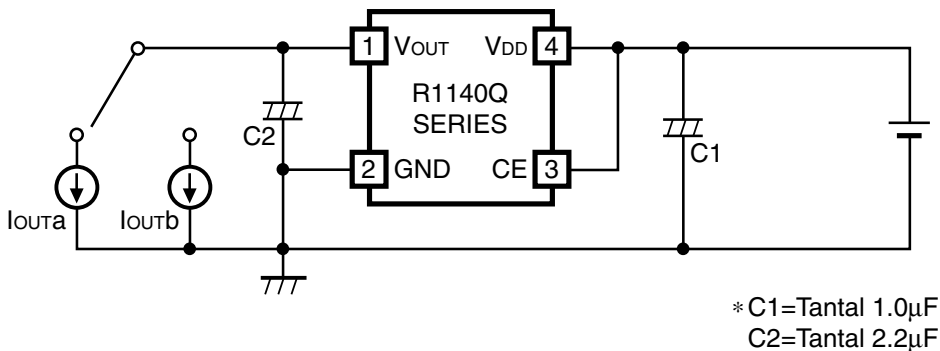 1 VOUT VDD 4
R1140Q
SERIES
C2
C1
2 GND CE 3
IOUTa IOUTb
*C1=Tantal 1.0μF
C2=Tantal 2.2μF